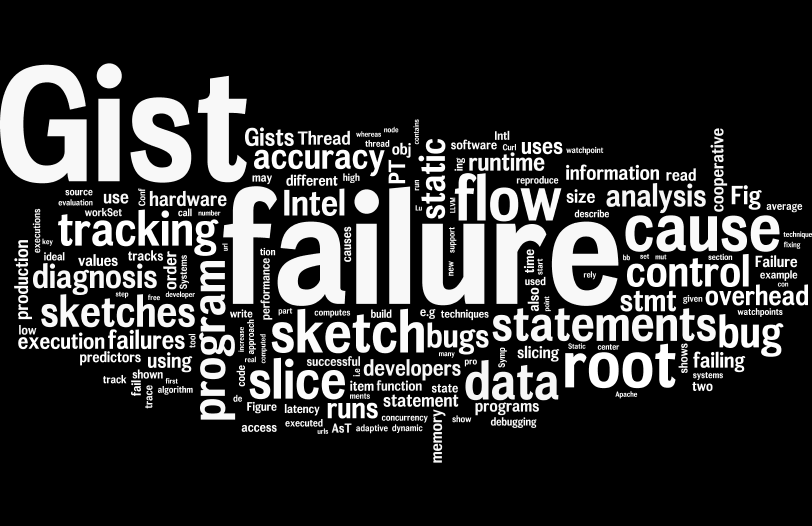 Gist
failure
Gists Thread whereas node
thread
contains
accuracy
obj
PT
may different high
Intel
static
software Intl
Curl uses watchpoint
ing runtime
reproduce
run
LLVM
flow
size
describe
information read
analysis
cooperative
Fig
average
source
evaluation
use
Conf
hardware
workSet call number
executions key
tracking
url
cause
technique
fixing
ideal values tracks
order
Systems
production
diagnosis
step free developer
sketches
low
execution failures
tool
predictors using
track
fail
shown
trace
first
algorithm
program
tion
performance
causes
support
new
time
start
used
also
point
rely
bb set mut section
control
Failure
example
con
stmt given overhead
watchpoints
write part computes build e.g techniques
increase
approach
real
computed
sketch
bugs
many
statements
bug
successful
i.e
developers pro
Symp
slicing
Static center
root
shows
failing
systems
two
Apache
code
de
slice
item function state
ments
statement
data
programs
debugging
Figure latency runs
concurrency
access executed urls AsT adaptive dynamic
memory
show